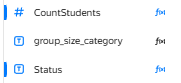 # CountStudents f(x)
T group_size_category f(x)
T Status f(x)